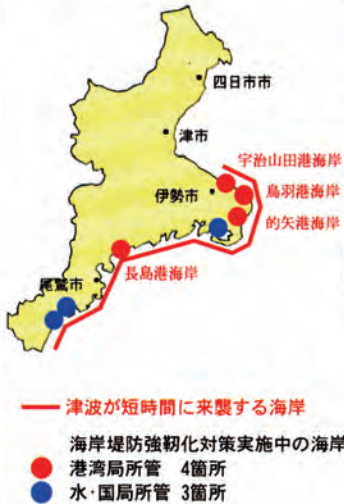 四日市市
津市
宇治山田港海岸
伊勢市
鳥羽港海岸
的矢港海岸
長島港海岸
尾鷲市
津波が短時間に来襲する海岸
海岸堤防強靭化対策実施中の海岸
港湾局所管 4箇所
水・国局所管 3箇所